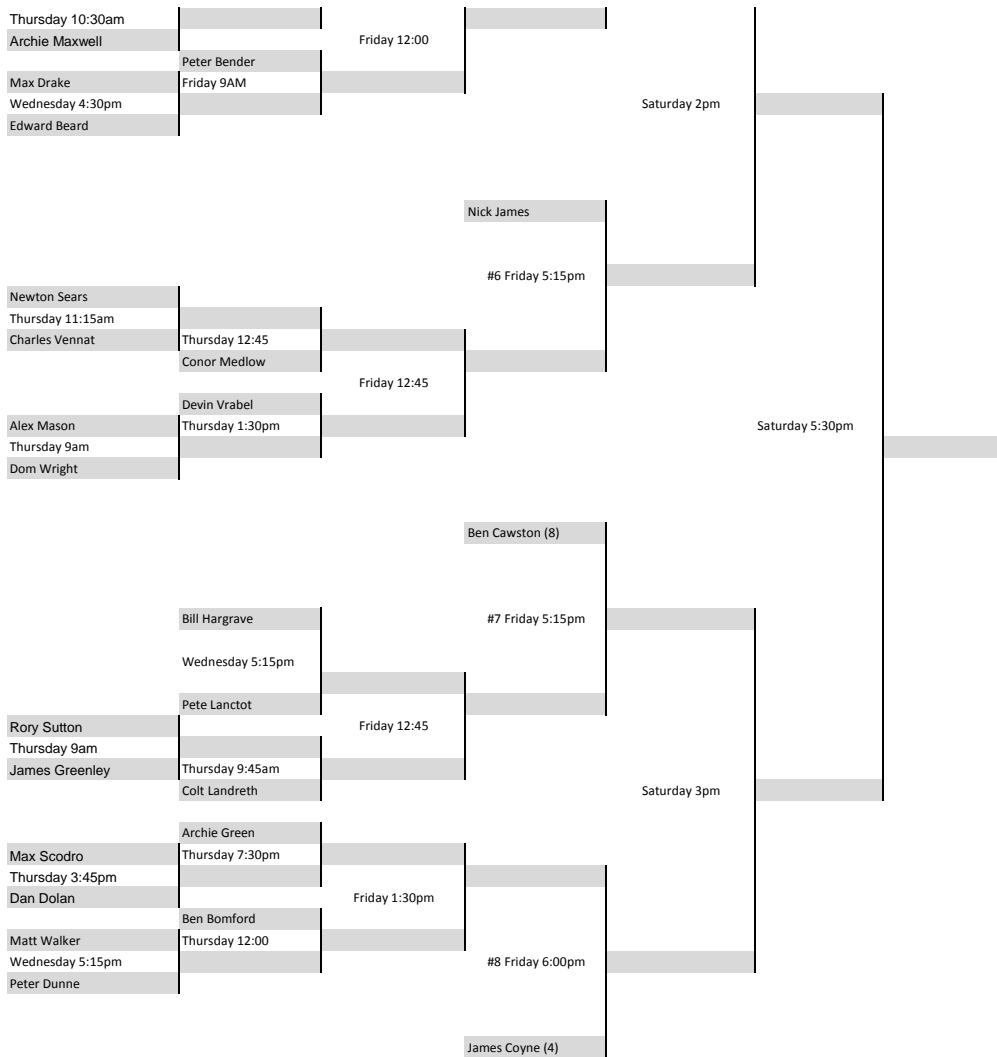 Thursday 10:30am
Archie Maxwell
Friday 12:00
Peter Bender
Max Drake
Friday 9AM
Wednesday 4:30pm
Saturday 2pm
Edward Beard
Nick James
#6 Friday 5:15pm
Newton Sears
Thursday 11:15am
Charles Vennat
Thursday 12:45
Conor Medlow
Friday 12:45
Devin Vrabel
Alex Mason
Thursday 1:30pm
Saturday 5:30pm
Thursday 9am
Dom Wright
Ben Cawston (8)
Bill Hargrave
#7 Friday 5:15pm
Wednesday 5:15pm
Pete Lanctot
Rory Sutton
Friday 12:45
Thursday 9am
James Greenley
Thursday 9:45am
Colt Landreth
Saturday 3pm
Archie Green
Max Scodro
Thursday 7:30pm
Thursday 3:45pm
Dan Dolan
Friday 1:30pm
Ben Bomford
Matt Walker
Thursday 12:00
Wednesday 5:15pm
#8 Friday 6:00pm
Peter Dunne
James Coyne (4)